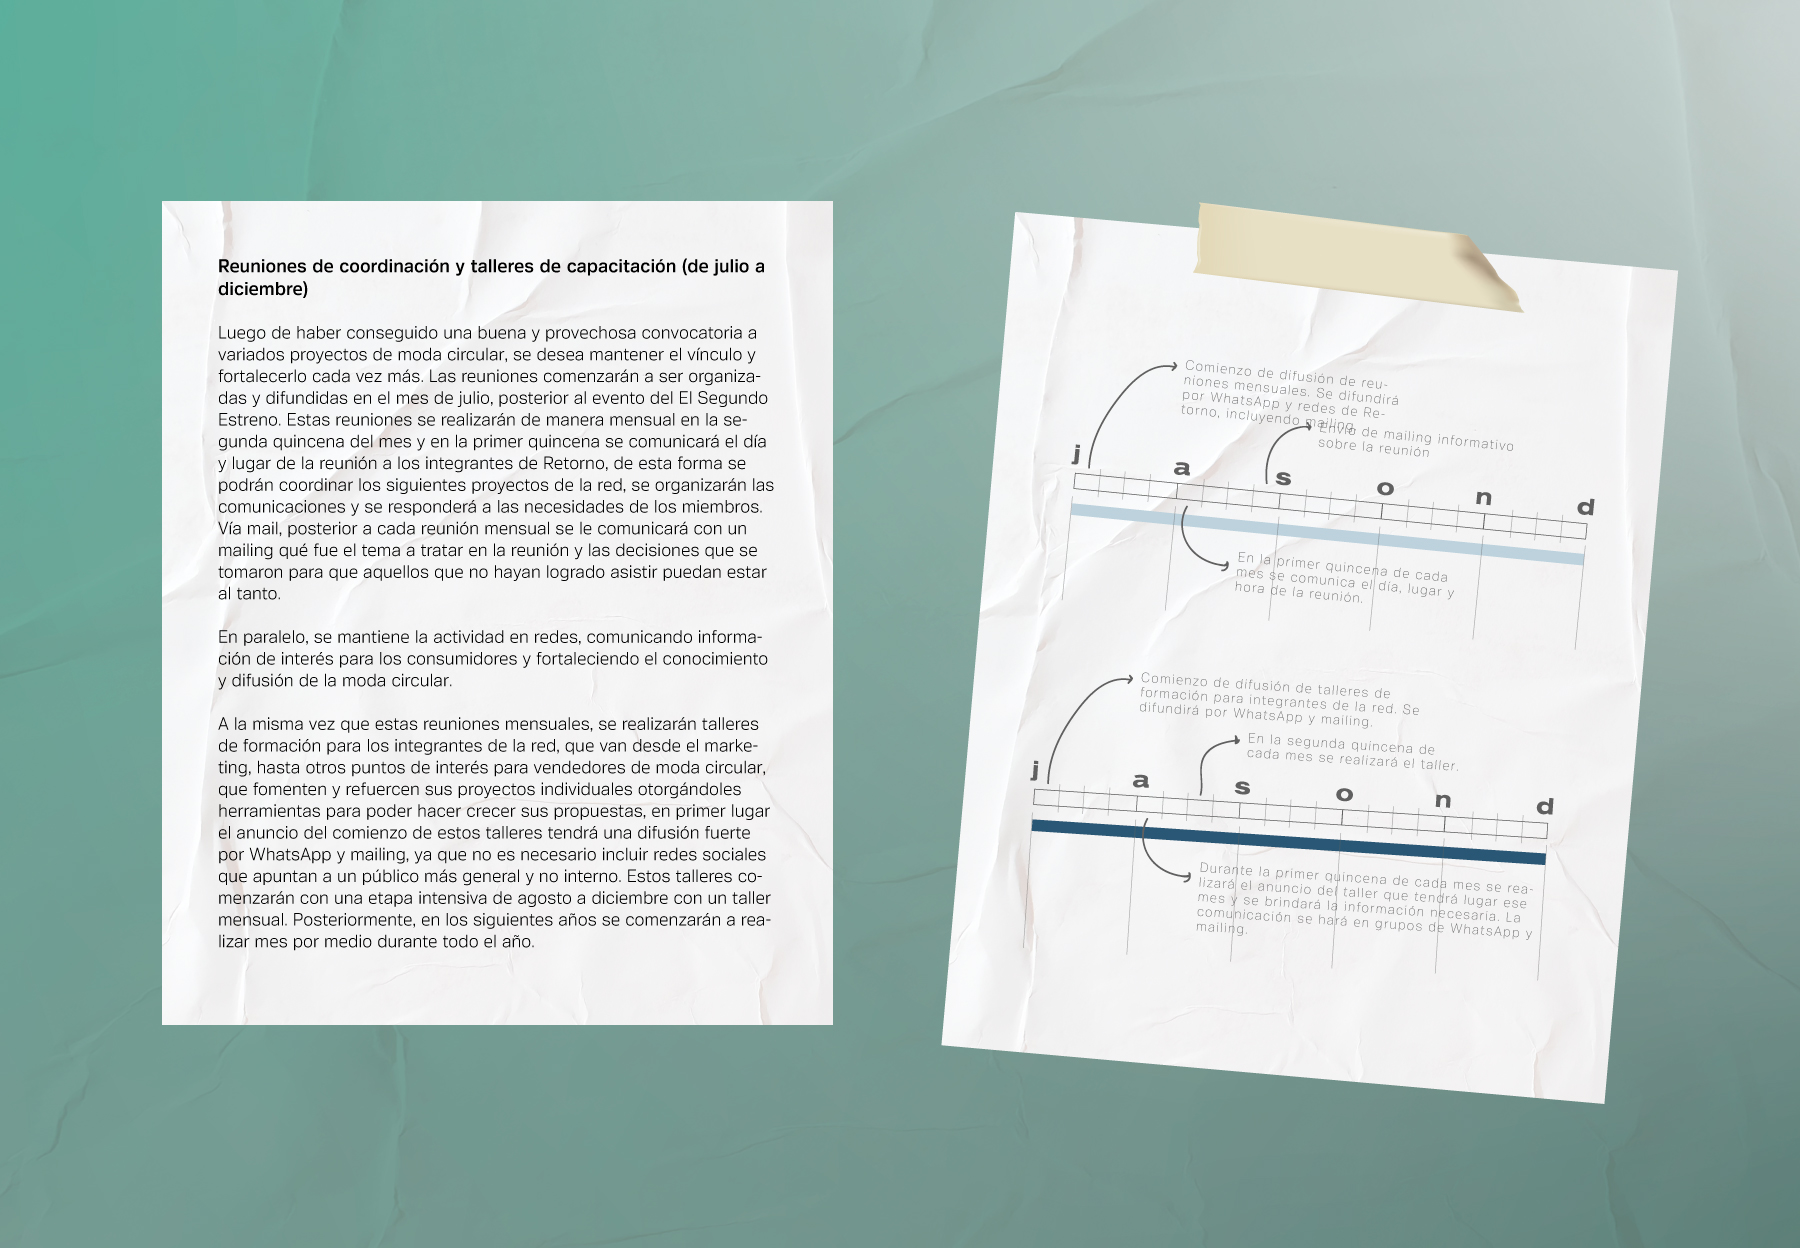 Reuniones de coordinación y talleres de capacitación (de julio a
diciembre)
Luego de haber conseguido una buena y provechosa convocatoria a
variados proyectos de moda circular, se desea mantener el vínculo y
fortalecerlo cada vez más. Las reuniones comenzarán a ser organiza-
das y difundidas en el mes de julio, posterior al evento del El Segundo
Estreno. Estas reuniones se realizarán de manera mensual en la se-
gunda quincena del mes y en la primer quincena se comunicará el día
y lugar de la reunión a los integrantes de Retorno, de esta forma se
podrán coordinar los siguientes proyectos de la red, se organizarán las
comunicaciones y se responderá a las necesidades de los miembros.
Vía mail, posterior a cada reunión mensual se le comunicará con un
mailing qué fue el tema a tratar en la reunión y las decisiones que se
tomaron para que aquellos que no hayan logrado asistir puedan estar
al tanto.
En paralelo, se mantiene la actividad en redes, comunicando informa-
ción de interés para los consumidores y fortaleciendo el conocimiento
y difusión de la moda circular.
A la misma vez que estas reuniones mensuales, se realizarán talleres
de formación para los integrantes de la red, que van desde el marke-
ting, hasta otros puntos de interés para vendedores de moda circular,
que fomenten y refuercen sus proyectos individuales otorgándoles
herramientas para poder hacer crecer sus propuestas, en primer lugar
el anuncio del comienzo de estos talleres tendrá una difusión fuerte
por WhatsApp y mailing, ya que no es necesario incluir redes sociales
que apuntan a un público más general y no interno. Estos talleres co-
menzarán con una etapa intensiva de agosto a diciembre con un taller
mensual. Posteriormente, en los siguientes años se comenzarán a rea-
lizar mes por medio durante todo el año.
Comienzo de difusión de reu-
niones mensuales. Se difundirá
por WhatsApp y redes de Re-
torno, incluyendo mailing.
Envío de mailing informativo
sobre la reunión
j a s o n d
En la primer quincena de cada
mes se comunica el día, lugar y
hora de la reunión.
Comienzo de difusión de talleres de
formación para integrantes de la red. Se
difundirá por WhatsApp y mailing.
En la segunda quincena de
cada mes se realizará el taller.
j a s o n d
Durante la primer quincena de cada mes se rea-
lizará el anuncio del taller que tendrá lugar ese
mes y se brindará la información necesaria. La
comunicación se hará en grupos de WhatsApp y
mailing.